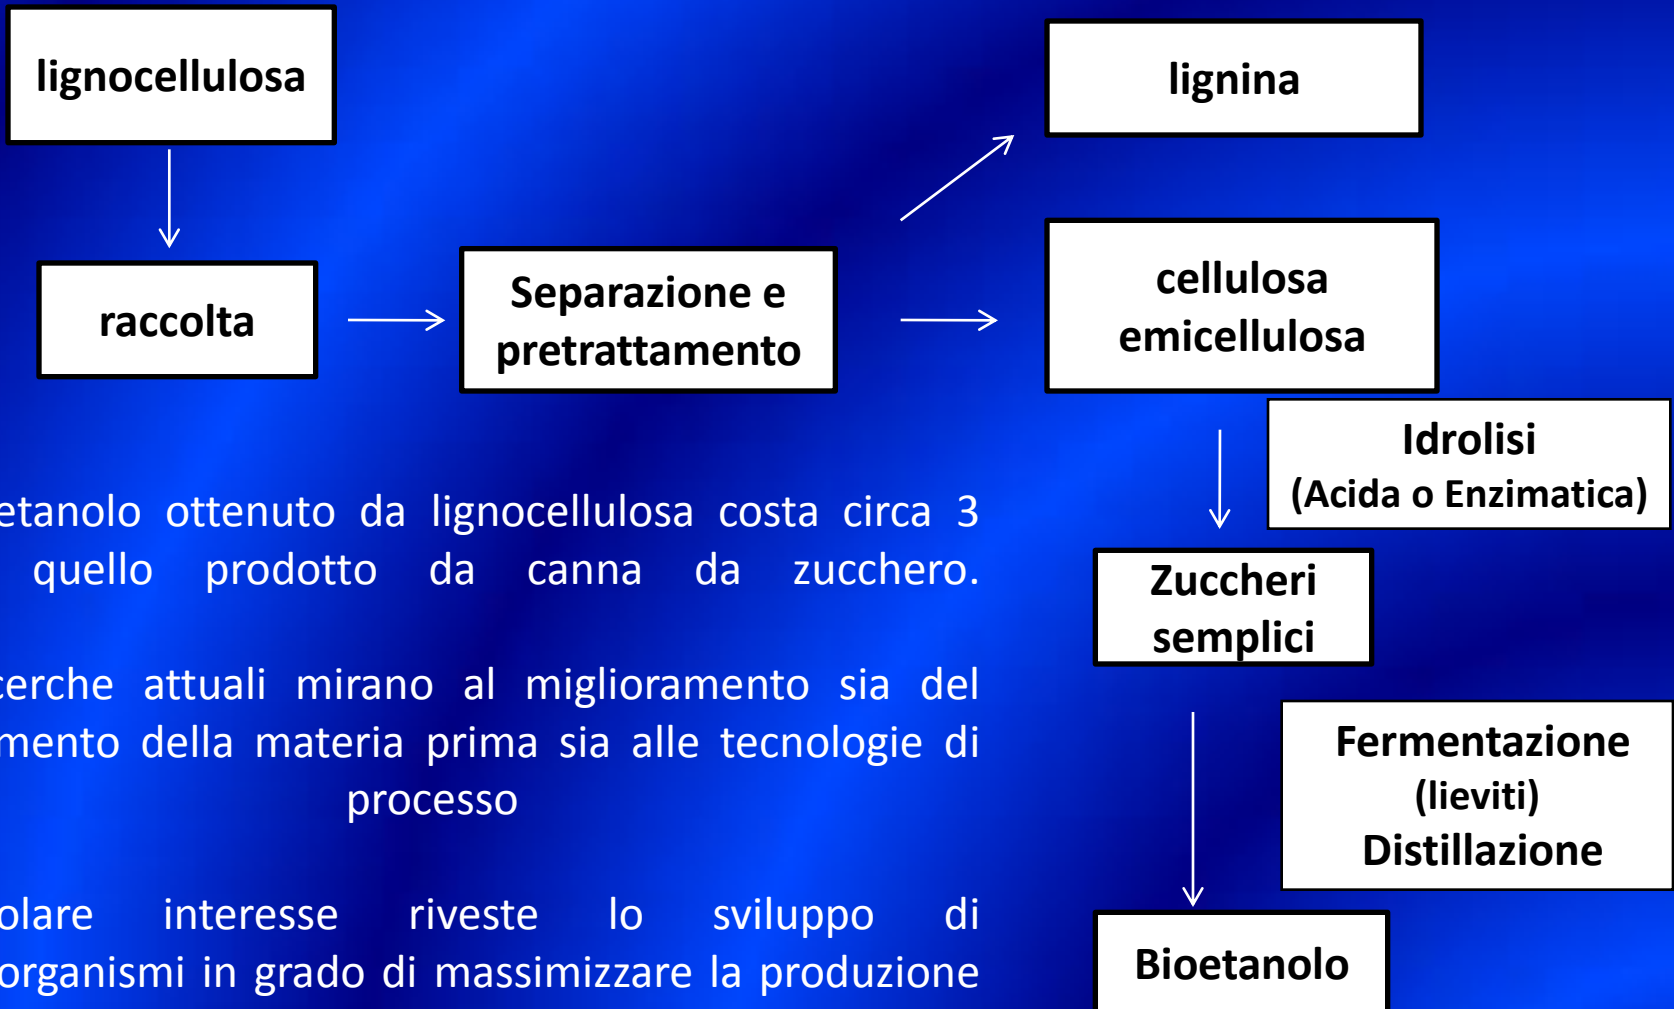 lignocellulosa
lignina
raccolta
Separazione e
pretrattamento
cellulosa
emicellulosa
Idrolisi
(Acida o Enzimatica)
Zuccheri
semplici
Fermentazione
(lieviti)
Distillazione
Bioetanolo
etanolo ottenuto da lignocellulosa costa circa 3
quello prodotto da canna da zucchero.
cerche attuali mirano al miglioramento sia del
mento della materia prima sia alle tecnologie di
processo
olare interesse riveste lo sviluppo di
organismi in grado di massimizzare la produzione